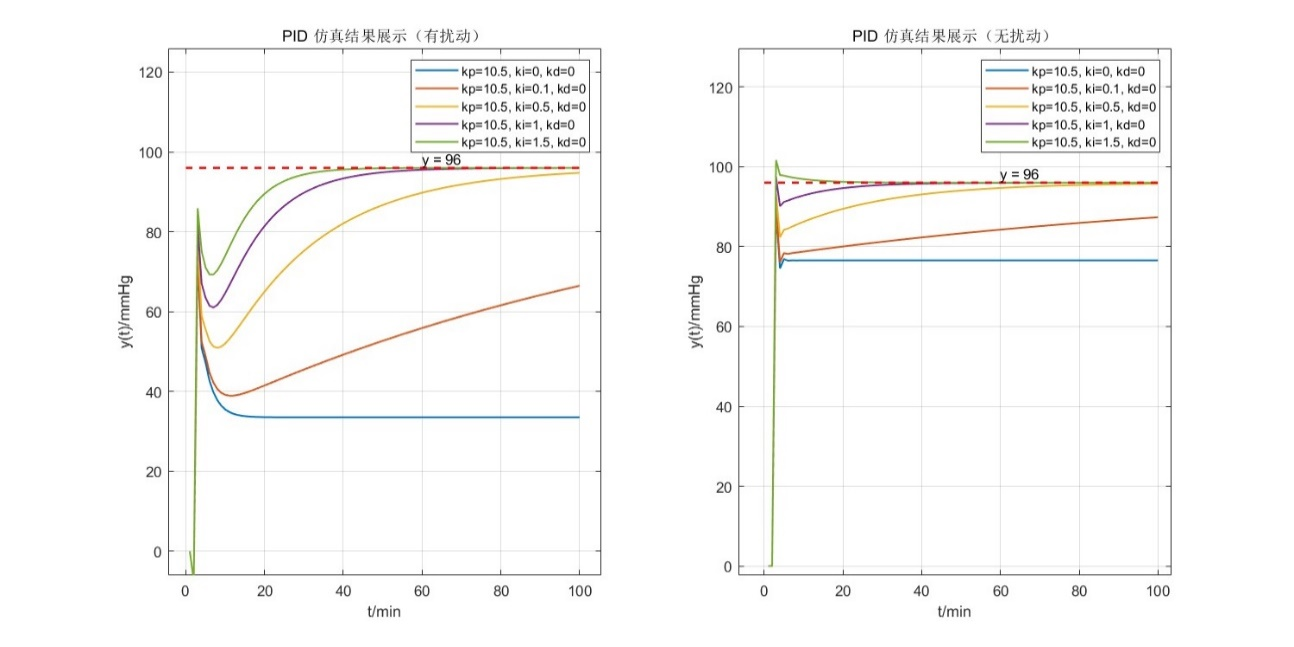 PID 仿真结果展示（有扰动）
120
100
80
60
40
20
0
y(t)/mmHg
kp=10.5, ki=0, kd=0
kp=10.5, ki=0.1, kd=0
kp=10.5, ki=0.5, kd=0
kp=10.5, ki=1, kd=0
kp=10.5, ki=1.5, kd=0
y = 96
0 20 40 60 80 100
t/min
PID 仿真结果展示（无扰动）
120
100
80
60
40
20
0
y(t)/mmHg
kp=10.5, ki=0, kd=0
kp=10.5, ki=0.1, kd=0
kp=10.5, ki=0.5, kd=0
kp=10.5, ki=1, kd=0
kp=10.5, ki=1.5, kd=0
y = 96
0 20 40 60 80 100
t/min